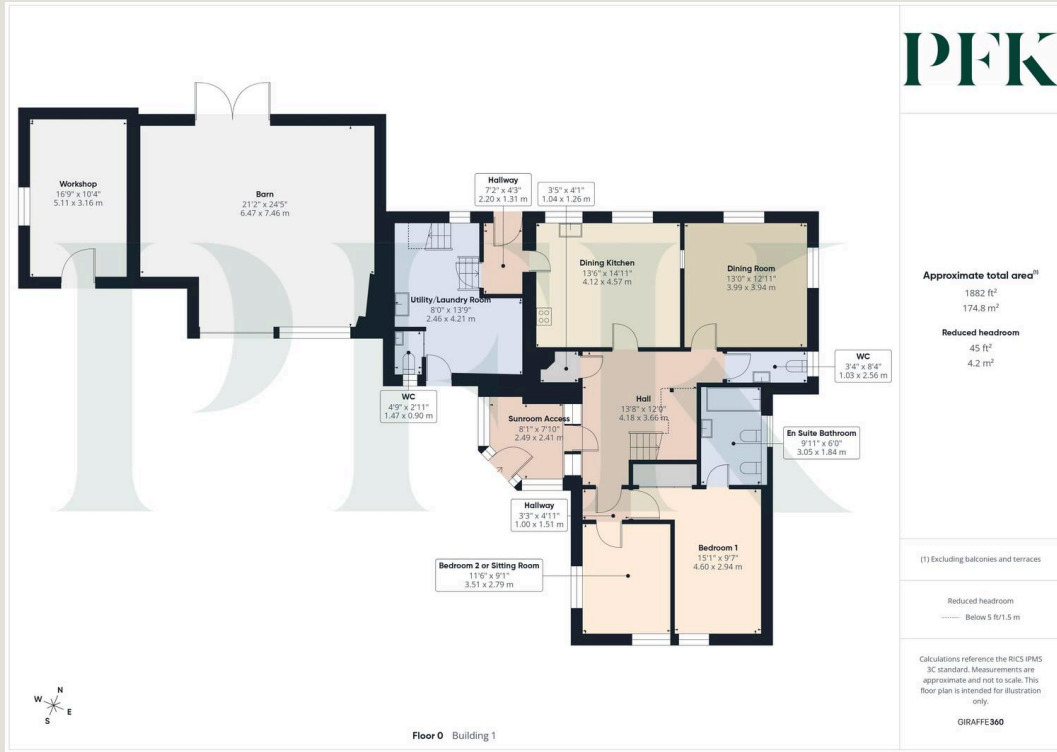 PFK
Workshop
16'9" x 10'4"
5.11 x 3.16 m
Barn
21'2" x 24'5"
6.47 x 7.46 m
Hallway
7'2" x 4'3"
2.20 x 1.31 m
3'5" x 4'1"
1.04 x 1.26 m
Dining Kitchen
13'6" x 14'11"
4.12 x 4.57 m
Dining Room
13'0" x 12'11"
3.99 x 3.94 m
Utility/Laundry Room
8'0" x 13'9"
2.46 x 4.21 m
WC
3'4" x 8'4"
1.03 x 2.56 m
WC
4'9" x 2'11"
1.47 x 0.90 m
Hall
13'8" x 12'0"
4.18 x 3.66 m
Sunroom Access
8'1" x 7'10"
2.49 x 2.41 m
En Suite Bathroom
9'11" x 6'0"
3.05 x 1.84 m
Hallway
3'3" x 4'11"
1.00 x 1.51 m
Bedroom 2 or Sitting Room
11'6" x 9'1"
3.51 x 2.79 m
Bedroom 1
15'1" x 9'7"
4.60 x 2.94 m
PFK
N
W
E
S
Floor 0 Building 1
Approximate total area(1)
1882 ft²
174.8 m²
Reduced headroom
45 ft²
4.2 m²
(1) Excluding balconies and terraces
Reduced headroom
Below 5 ft/1.5 m
Calculations reference the RICS IPMS
3C standard. Measurements are
approximate and not to scale. This
floor plan is intended for illustration
only.
GIRAFFE360